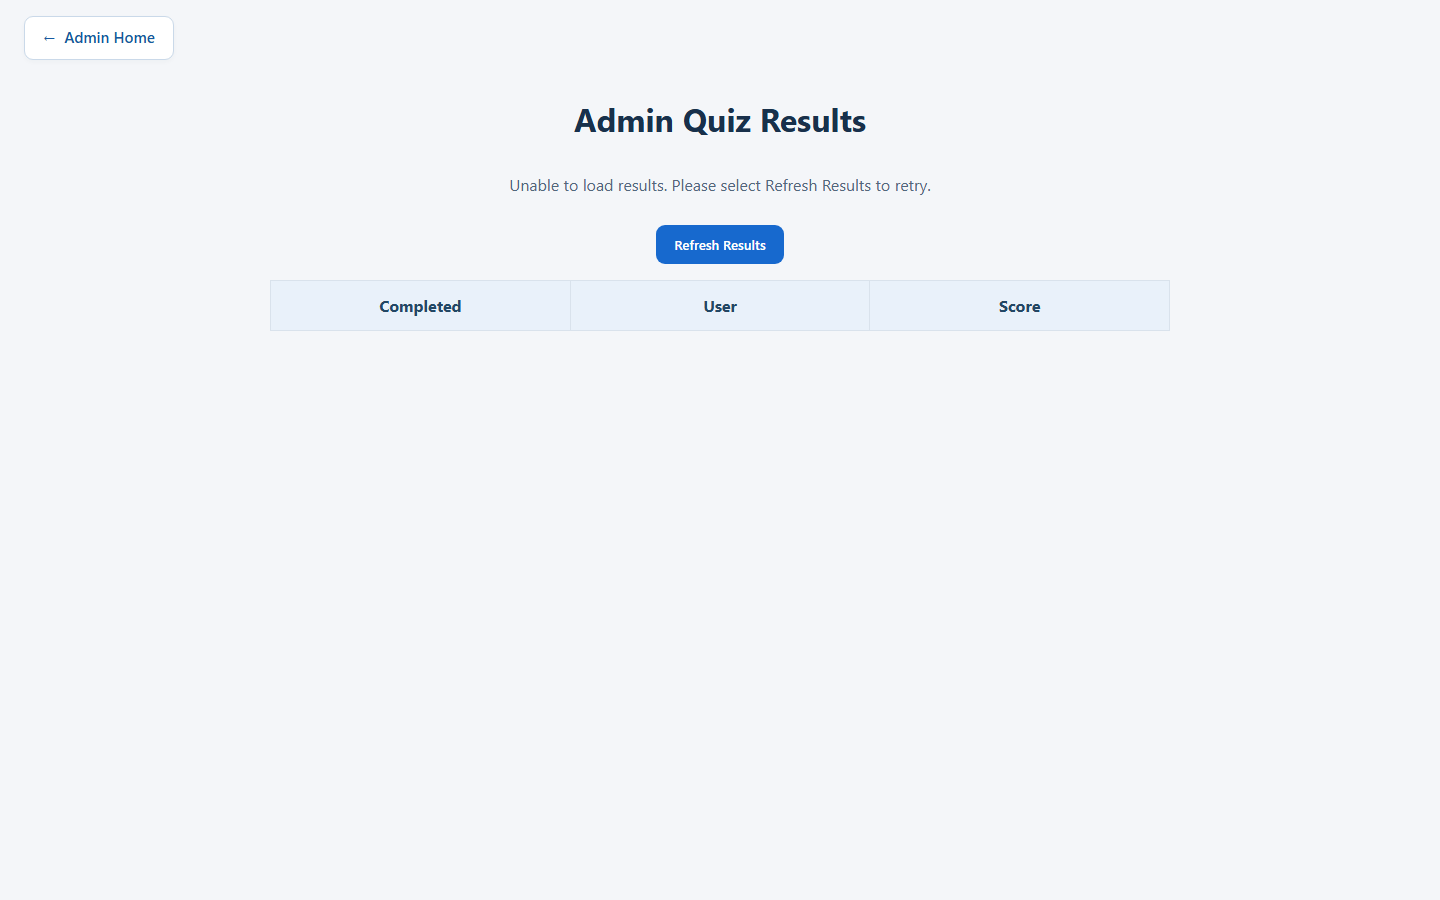 ← Admin Home
Admin Quiz Results
Unable to load results. Please select Refresh Results to retry.
Refresh Results
Completed User Score